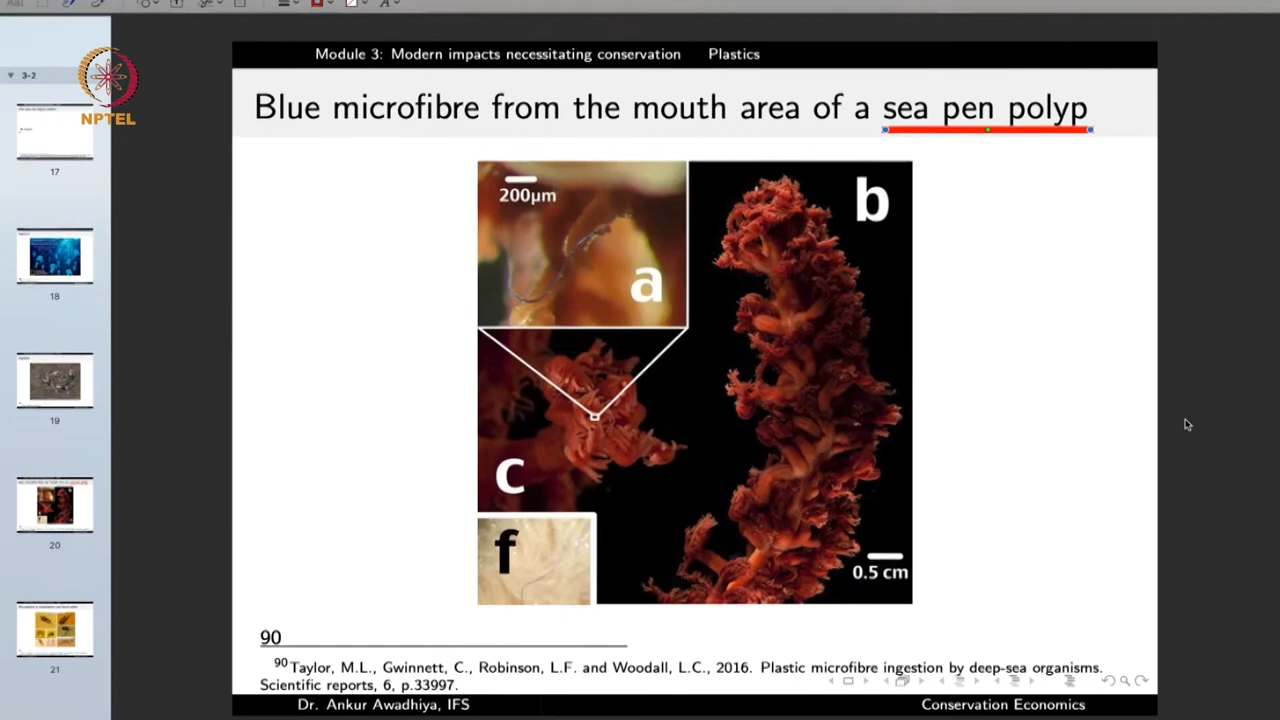 Module 3: Modern impacts necessitating conservation Plastics
3-2
NPTEL
Blue microfibre from the mouth area of a sea pen polyp
200µm
a
b
c
f
0.5 cm
17
18
19
20
21
90
90 Taylor, M.L., Gwinnett, C., Robinson, L.F. and Woodall, L.C., 2016. Plastic microfibre ingestion by deep-sea organisms.
Scientific reports, 6, p.33997.
Dr. Ankur Awadhiya, IFS Conservation Economics